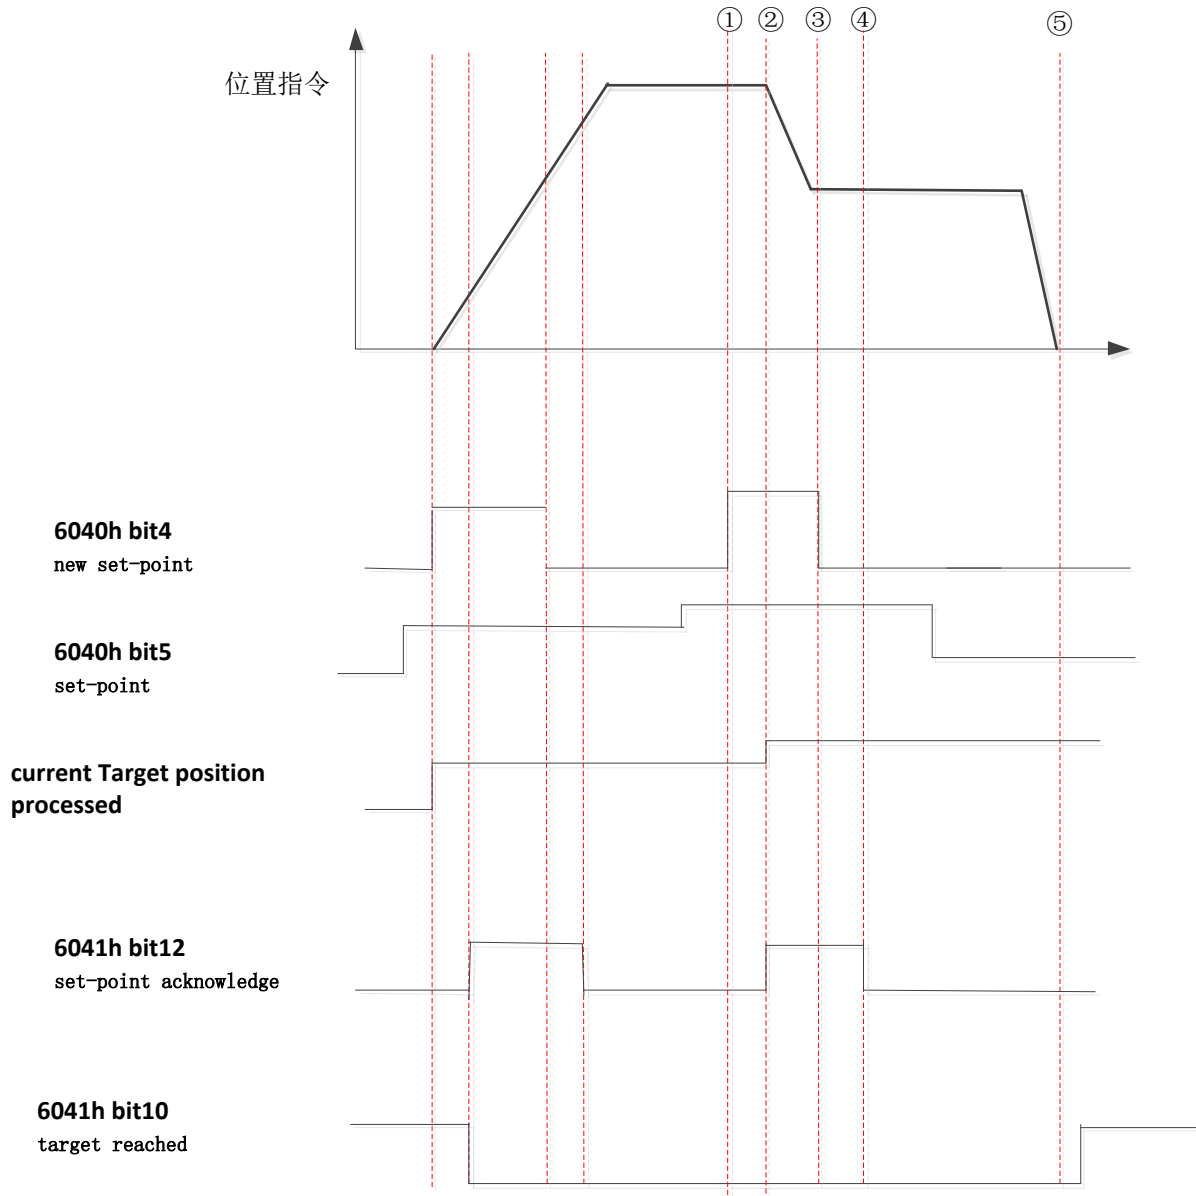 ① ② ③ ④ ⑤
位置指令
6040h bit4
new set-point
6040h bit5
set-point
current Target position
processed
6041h bit12
set-point acknowledge
6041h bit10
target reached